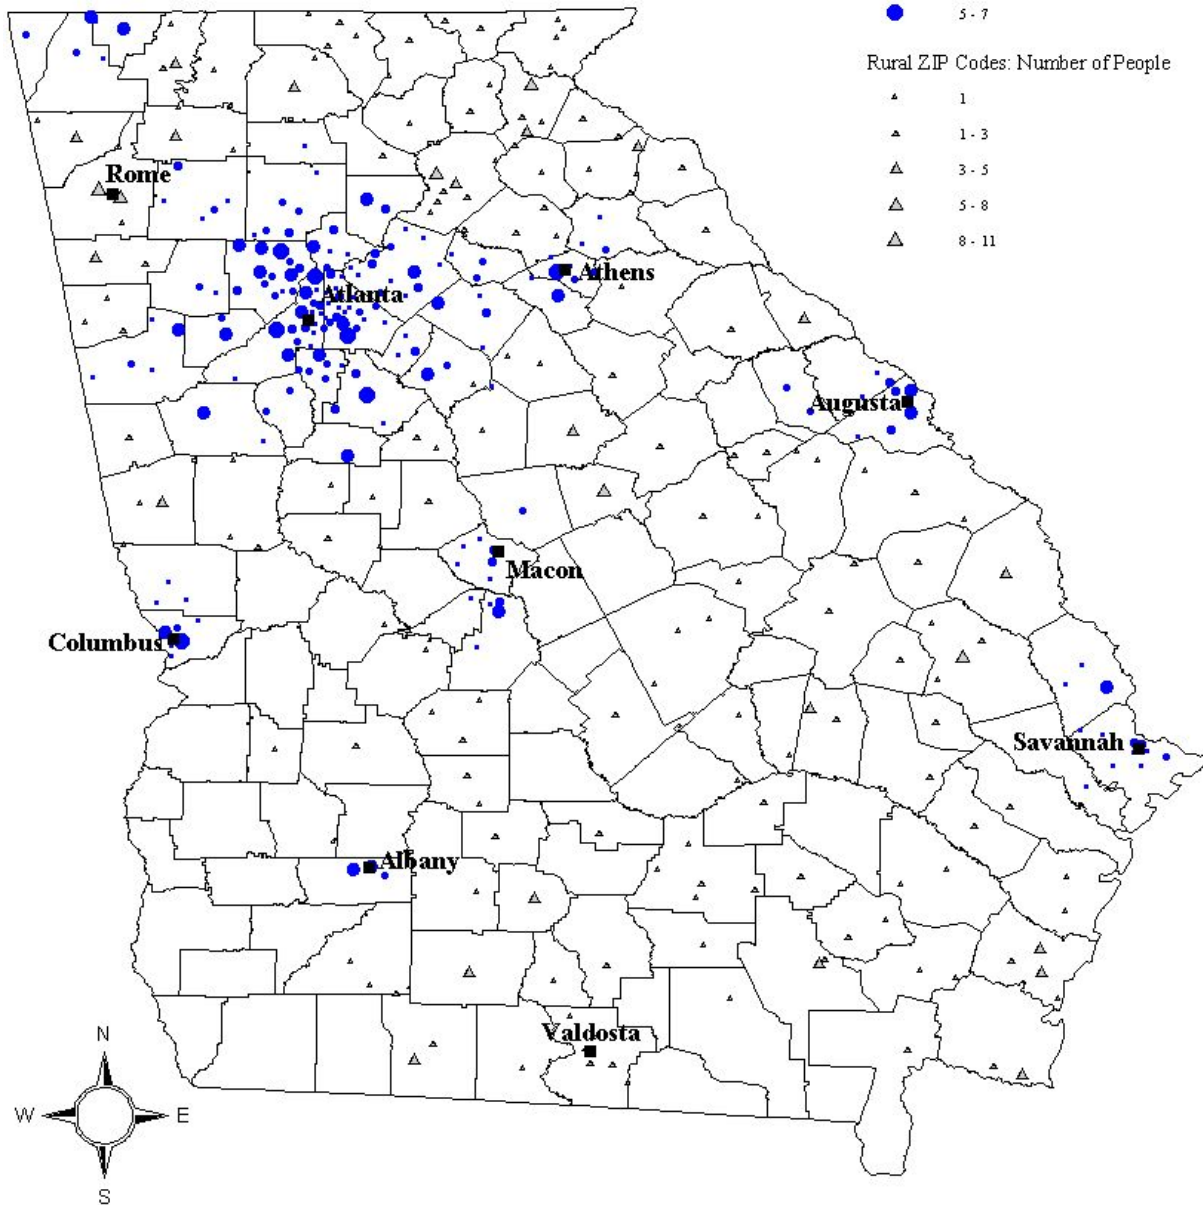 5 - 7
Rural ZIP Codes: Number of People
1
1 - 3
3 - 5
5 - 8
8 - 11
Rome
Athens
Atlanta
Augusta
Macon
Columbus
Savannah
Albany
Valdosta
N
W E
S